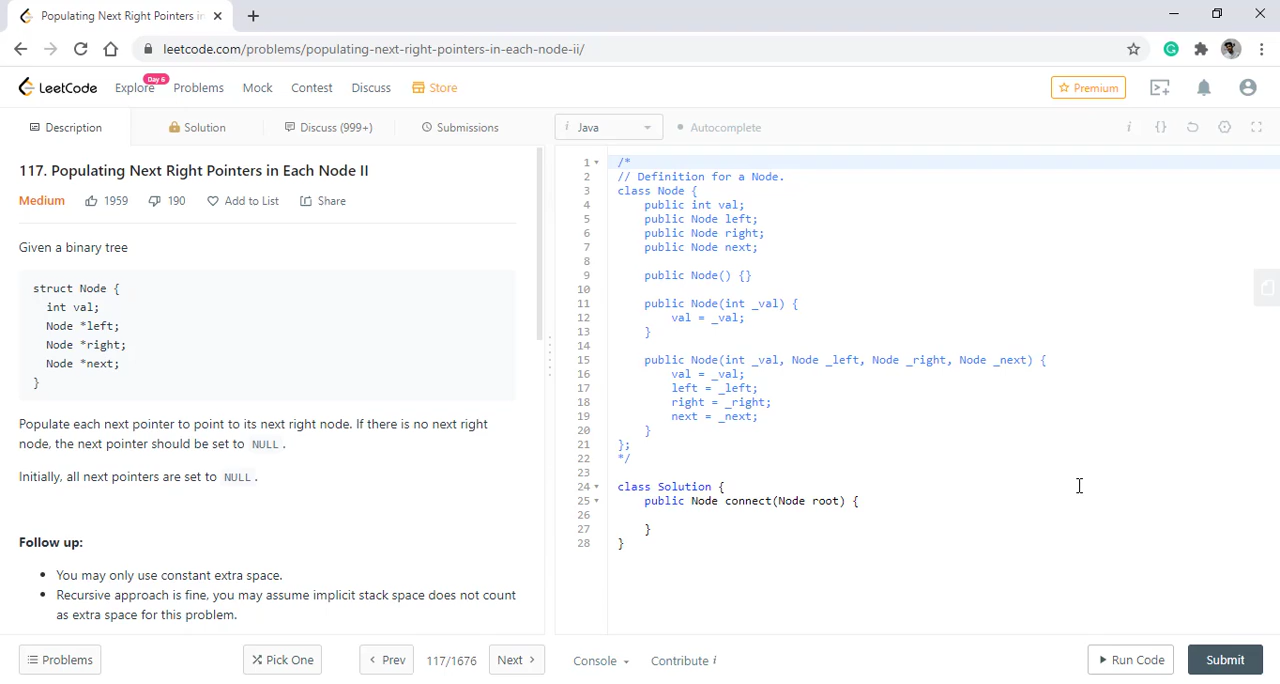 Populating Next Right Pointers in
leetcode.com/problems/populating-next-right-pointers-in-each-node-ii/
LeetCode
Explore
Day 6
Problems
Mock
Contest
Discuss
Store
Premium
Description
Solution
Discuss (999+)
Submissions
i Java
Autocomplete
i
{}
117. Populating Next Right Pointers in Each Node II
Medium
1959
190
Add to List
Share
Given a binary tree
struct Node {
int val;
Node *left;
Node *right;
Node *next;
}
Populate each next pointer to point to its next right node. If there is no next right
node, the next pointer should be set to NULL .
Initially, all next pointers are set to NULL .
Follow up:
• You may only use constant extra space.
• Recursive approach is fine, you may assume implicit stack space does not count
as extra space for this problem.
1 /*
2 // Definition for a Node.
3 class Node {
4 public int val;
5 public Node left;
6 public Node right;
7 public Node next;
8
9 public Node() {}
10
11 public Node(int _val) {
12 val = _val;
13 }
14
15 public Node(int _val, Node _left, Node _right, Node _next) {
16 val = _val;
17 left = _left;
18 right = _right;
19 next = _next;
20 }
21 };
22 */
23
24 class Solution {
25 public Node connect(Node root) {
26
27 }
28 }
Problems
Pick One
Prev
117/1676
Next
Console
Contribute i
Run Code
Submit